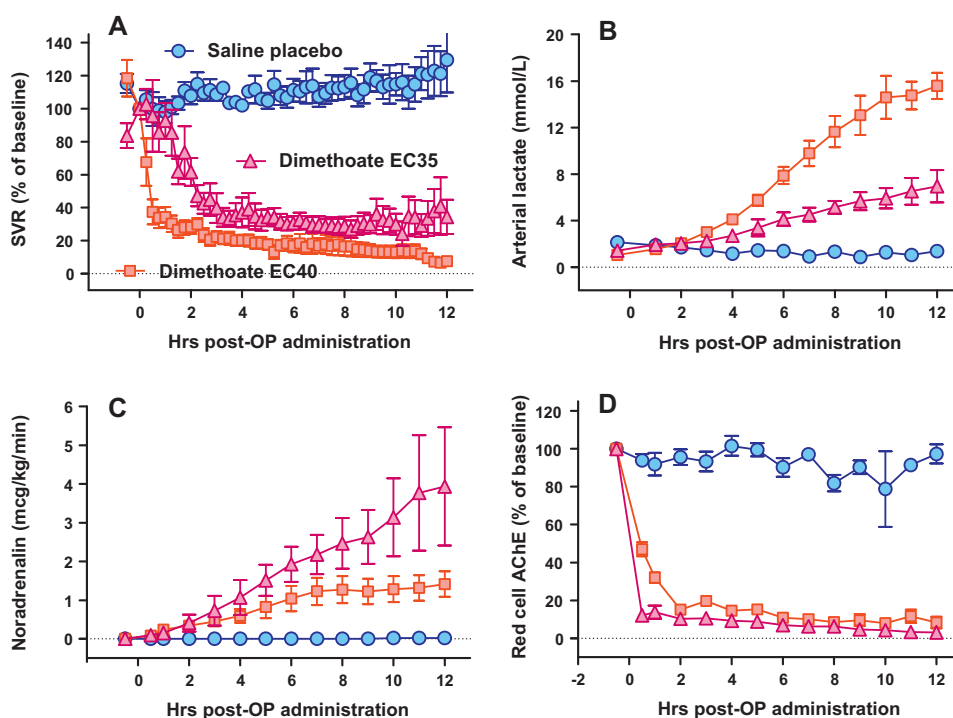 A
140
120
100
80
60
40
20
0
SVR (% of baseline)
Saline placebo
Dimethoate EC35
Dimethoate EC40
0 2 4 6 8 10 12
Hrs post-OP administration
B
20
16
12
8
4
0
Arterial lactate (mmol/L)
0 2 4 6 8 10 12
Hrs post-OP administration
C
6
5
4
3
2
1
0
Noradrenalin (mcg/kg/min)
0 2 4 6 8 10 12
Hrs post-OP administration
D
120
100
80
60
40
20
0
Red cell AChE (% of baseline)
-2 0 2 4 6 8 10 12
Hrs post-OP administration